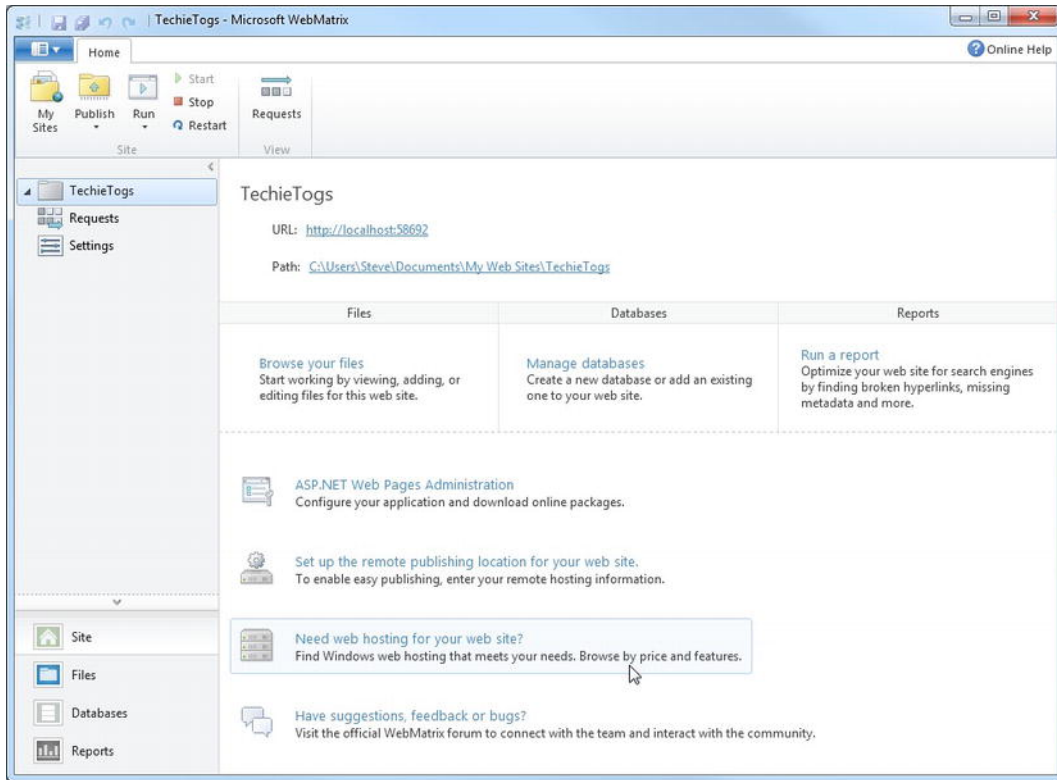 TechieTogs - Microsoft WebMatrix
Home
Online Help
My Sites
Publish
Run
Start
Stop
Restart
Requests
Site
View
TechieTogs
Requests
Settings
TechieTogs
URL: http://localhost:58692
Path: C:\Users\Steve\Documents\My Web Sites\TechieTogs
Files
Databases
Reports
Browse your files
Start working by viewing, adding, or
editing files for this web site.
Manage databases
Create a new database or add an existing
one to your web site.
Run a report
Optimize your web site for search engines
by finding broken hyperlinks, missing
metadata and more.
ASP.NET Web Pages Administration
Configure your application and download online packages.
Set up the remote publishing location for your web site.
To enable easy publishing, enter your remote hosting information.
Need web hosting for your web site?
Find Windows web hosting that meets your needs. Browse by price and features.
Have suggestions, feedback or bugs?
Visit the official WebMatrix forum to connect with the team and interact with the community.
Site
Files
Databases
Reports